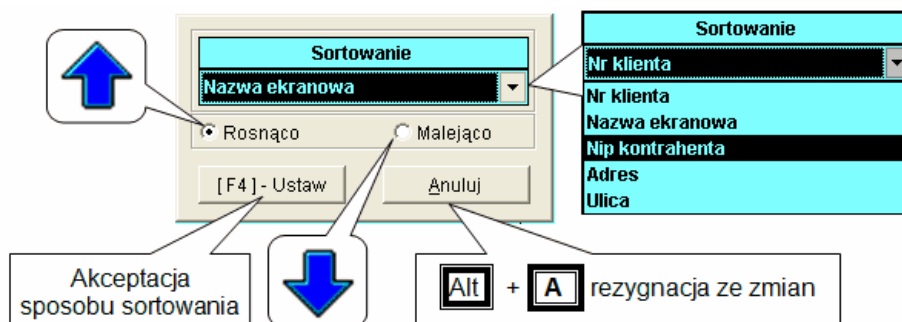 Sortowanie
Nazwa ekranowa
Rosnąco
Malejąco
[F4] - Ustaw
Anuluj
Sortowanie
Nr klienta
Nr klienta
Nazwa ekranowa
Nip kontrahenta
Adres
Ulica
Akceptacja
sposobu sortowania
Alt + A rezygnacja ze zmian